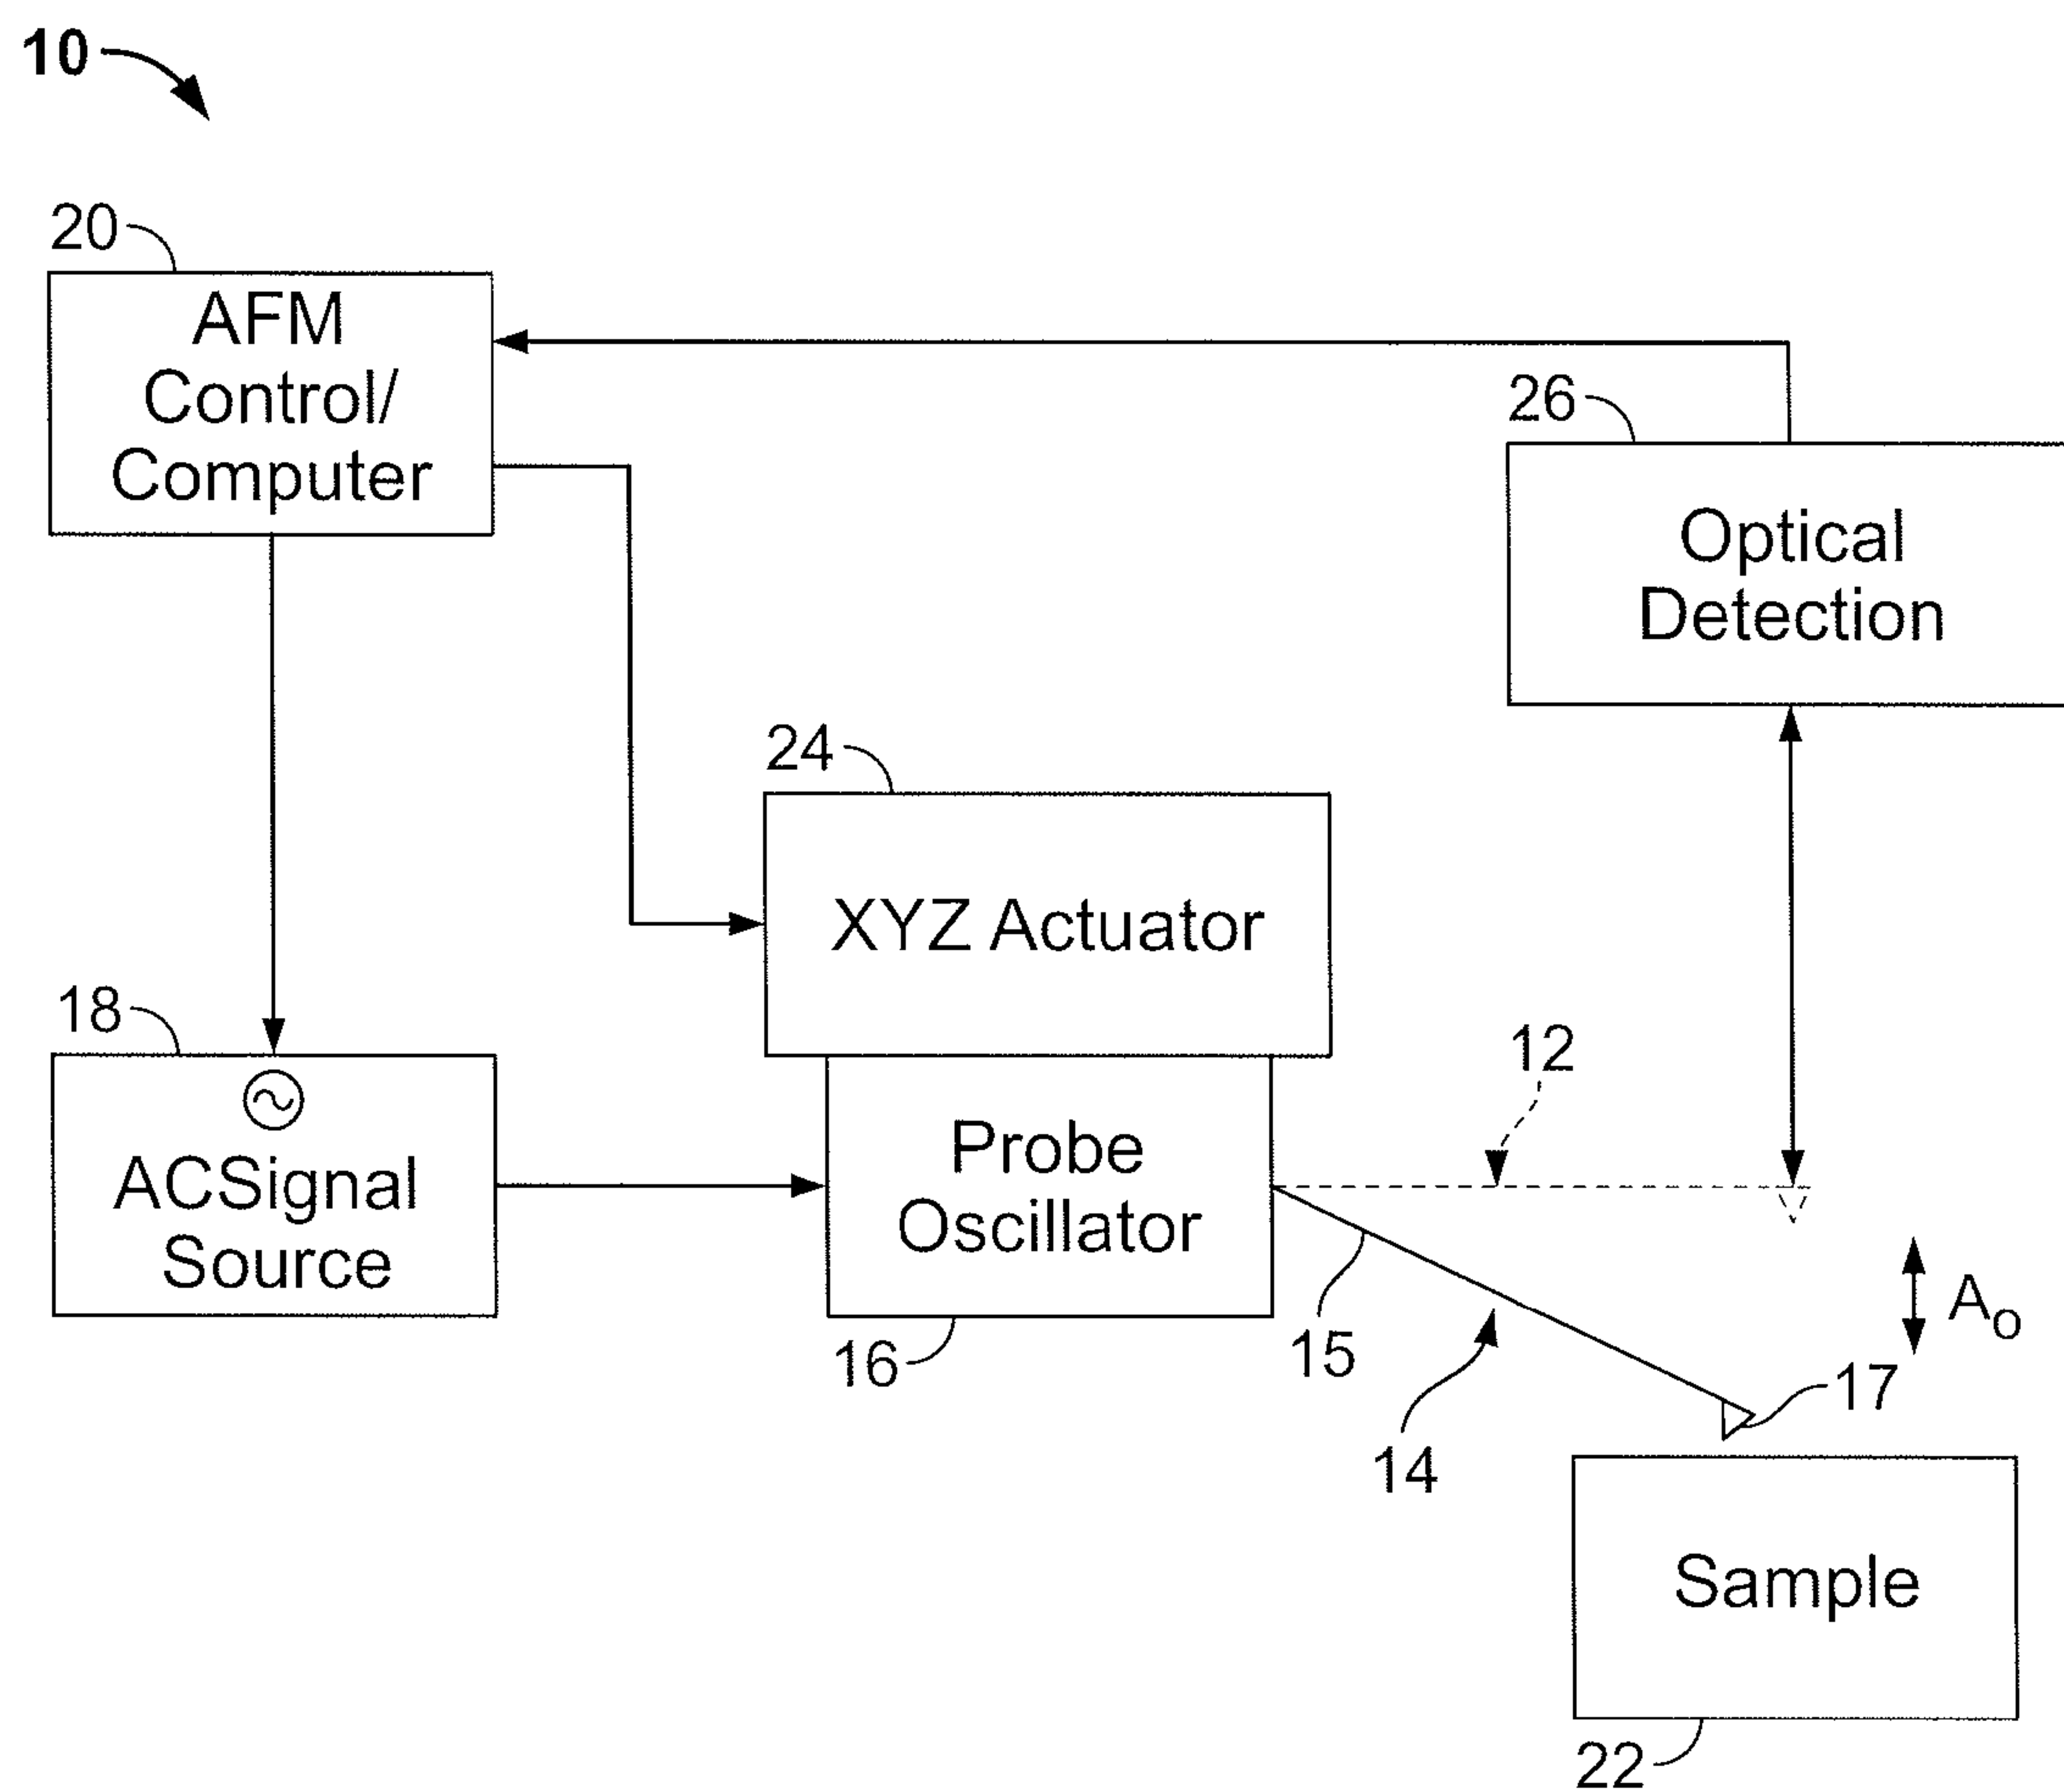 10
20
AFM
Control/
Computer
26
Optical
Detection
24
XYZ Actuator
18
ACSignal
Source
12
Probe
Oscillator
16
15
14
17
Ao
Sample
22